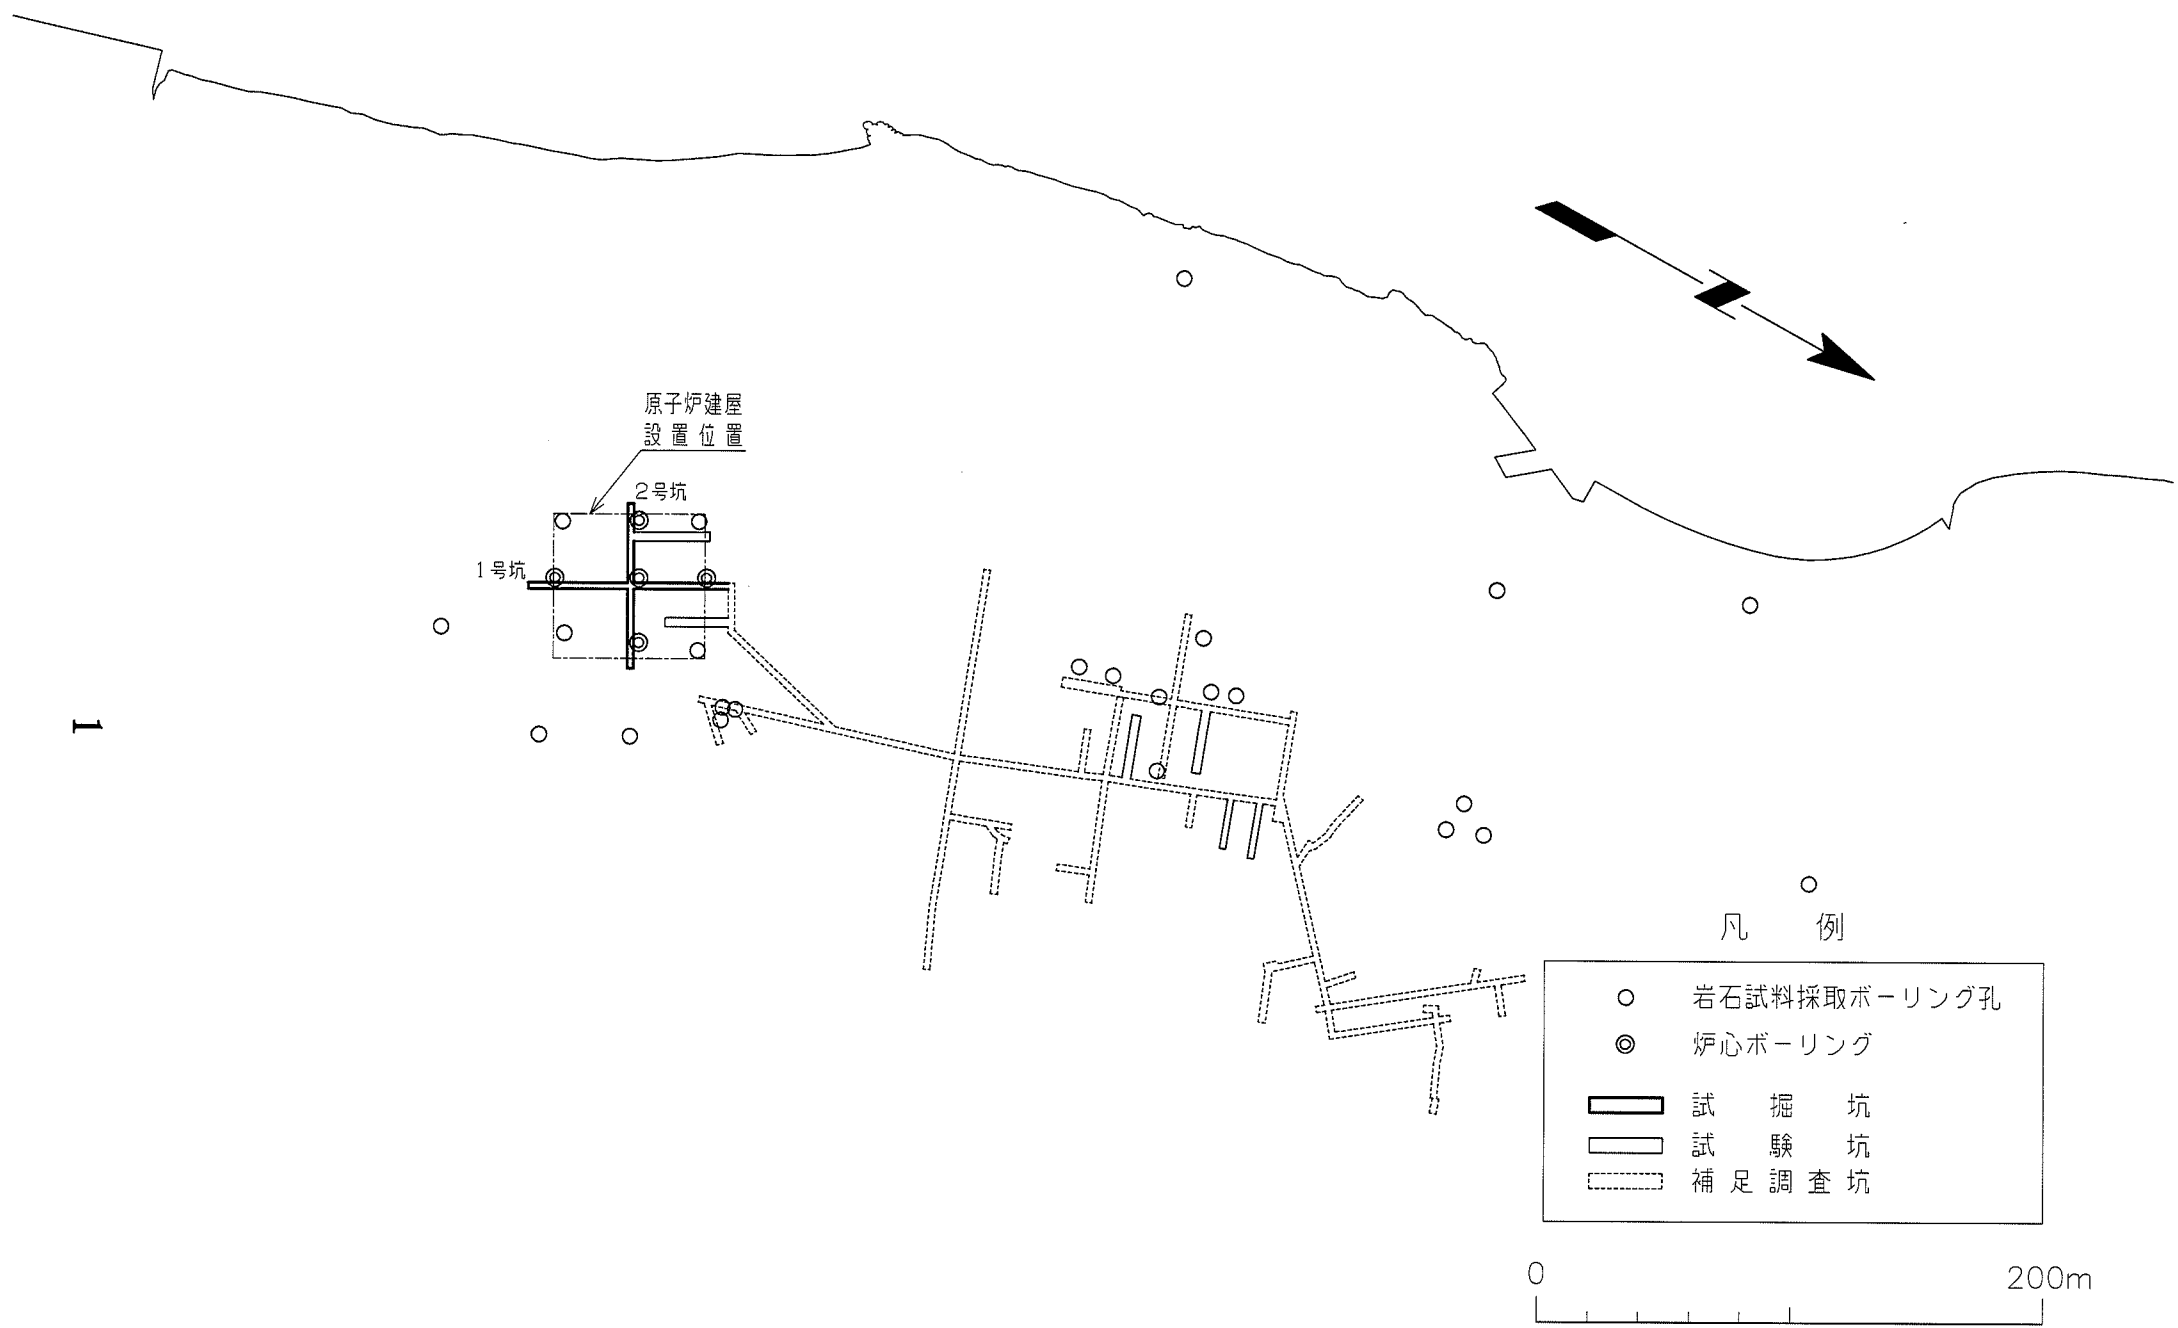 原子炉建屋
設置位置
2号坑
1号坑
1
N
凡 例
岩石試料採取ボーリング孔
炉心ボーリング
試掘坑
試験坑
補足調査坑
0 200m